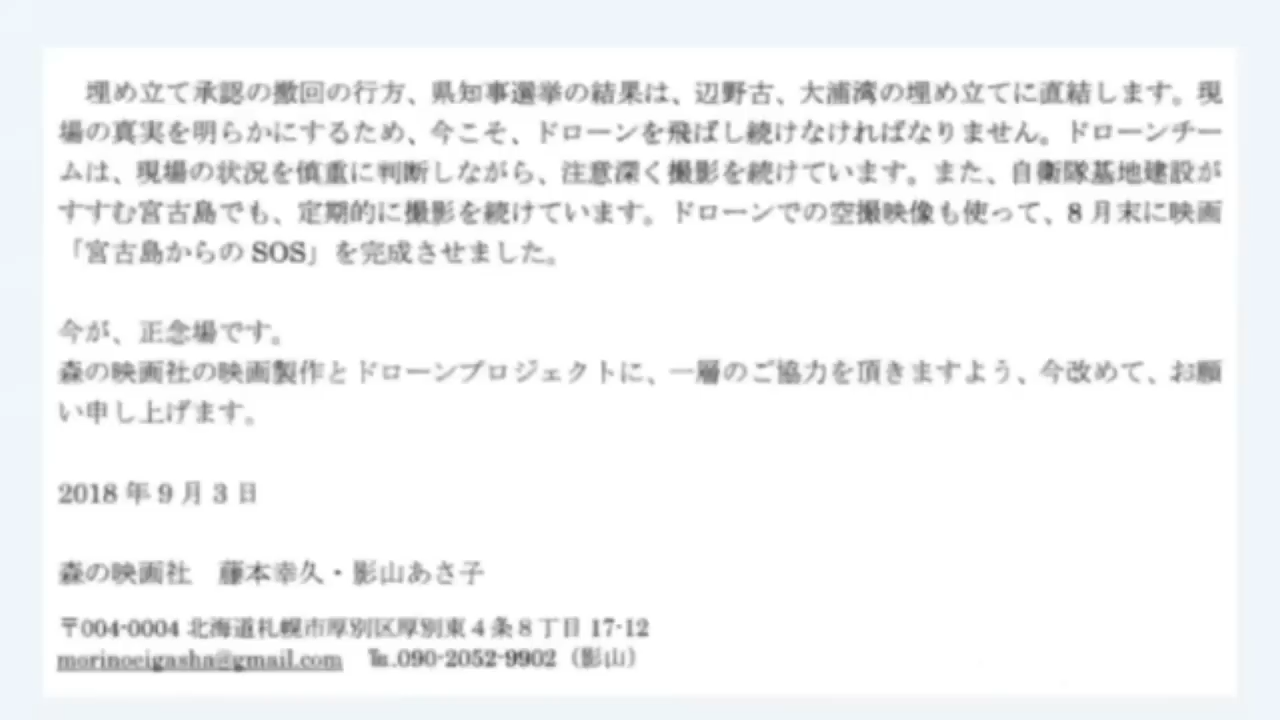 埋め立て承認の撤回の行方、県知事選挙の結果は、辺野古、大浦湾の埋め立てに直結します。現
場の真実を明らかにするため、今こそ、ドローンを飛ばし続けなければなりません。ドローンチー
ムは、現場の状況を慎重に判断しながら、注意深く撮影を続けています。また、自衛隊基地建設が
すすむ宮古島でも、定期的に撮影を続けています。ドローンでの空撮映像も使って、8 月末に映画
「宮古島からの SOS」を完成させました。
今が、正念場です。
森の映画社の映画製作とドローンプロジェクトに、一層のご協力を頂きますよう、今改めて、お願
い申し上げます。
2018 年 9 月 3 日
森の映画社　藤本幸久・影山あさ子
〒004-0004 北海道札幌市厚別区厚別東 4 条 8 丁目 17-12
morinoeigasha@gmail.com　℡.090-2052-9902（影山）